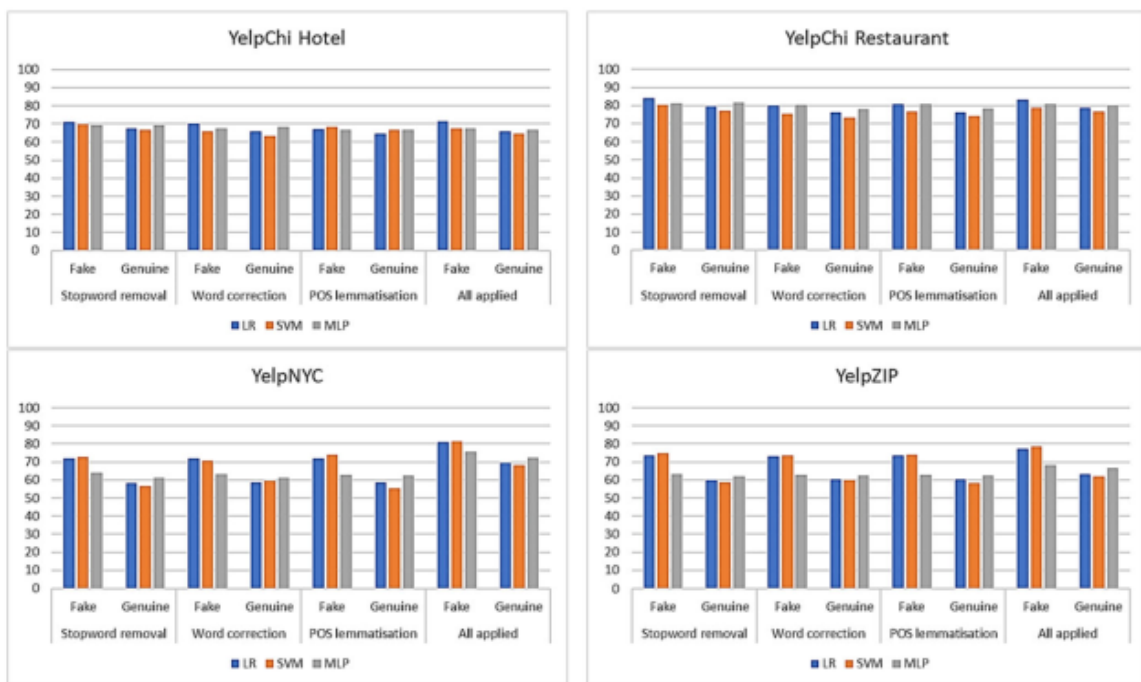 YelpChi Hotel
100
90
80
70
60
50
40
30
20
10
0
Fake Genuine Fake Genuine Fake Genuine Fake Genuine
Stopword removal Word correction POS lemmatisation All applied
LR SVM MLP
YelpChi Restaurant
100
90
80
70
60
50
40
30
20
10
0
Fake Genuine Fake Genuine Fake Genuine Fake Genuine
Stopword removal Word correction POS lemmatisation All applied
LR SVM MLP
YelpNYC
100
90
80
70
60
50
40
30
20
10
0
Fake Genuine Fake Genuine Fake Genuine Fake Genuine
Stopword removal Word correction POS lemmatisation All applied
LR SVM MLP
YelpZIP
100
90
80
70
60
50
40
30
20
10
0
Fake Genuine Fake Genuine Fake Genuine Fake Genuine
Stopword removal Word correction POS lemmatisation All applied
LR SVM MLP